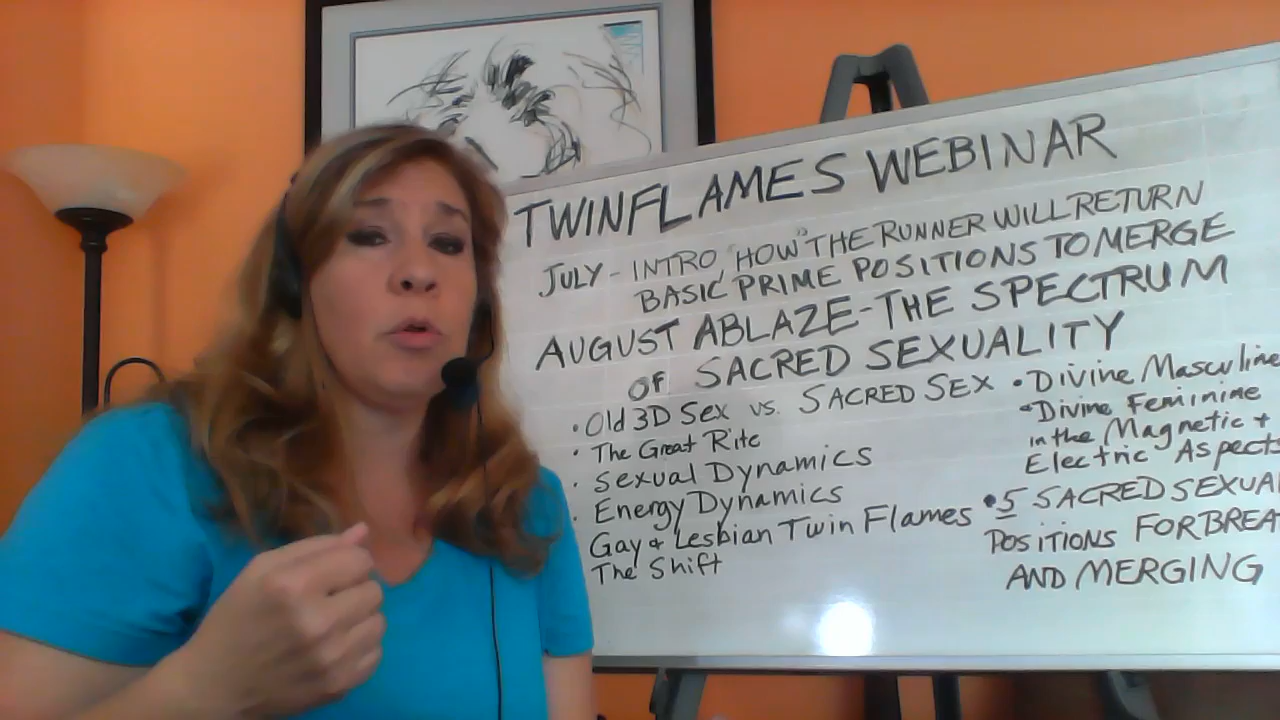 TWINFLAMES WEBINAR
JULY - INTRO, "HOW" THE RUNNER WILL RETURN
BASIC PRIME POSITIONS TO MERGE
AUGUST ABLAZE - THE SPECTRUM
OF SACRED SEXUALITY
• Old 3D Sex vs. SACRED SEX
• The Great Rite
• Sexual Dynamics
• Energy Dynamics
Gay & Lesbian Twin Flames
The Shift
• Divine Masculine
• Divine Feminine
in the Magnetic +
Electric Aspects
• 5 SACRED SEXUAL
POSITIONS FOR BREA
AND MERGING